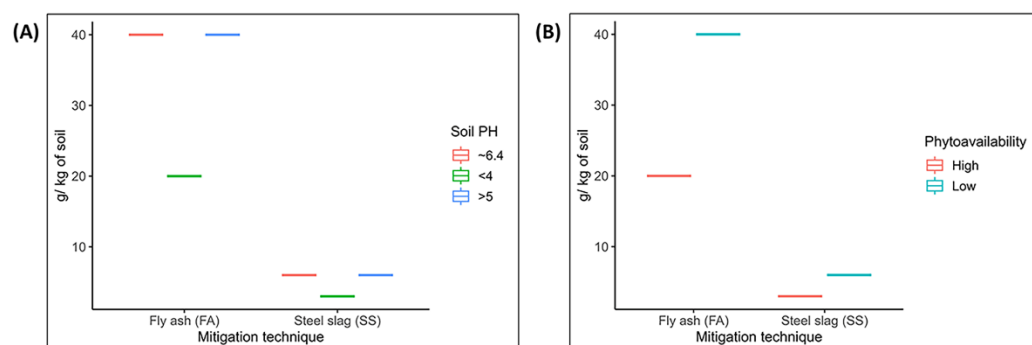 (A)
g/ kg of soil
40
30
20
10
Fly ash (FA)
Steel slag (SS)
Mitigation technique
Soil PH
~6.4
<4
>5
(B)
g/ kg of soil
40
30
20
10
Fly ash (FA)
Steel slag (SS)
Mitigation technique
Phytoavailability
High
Low